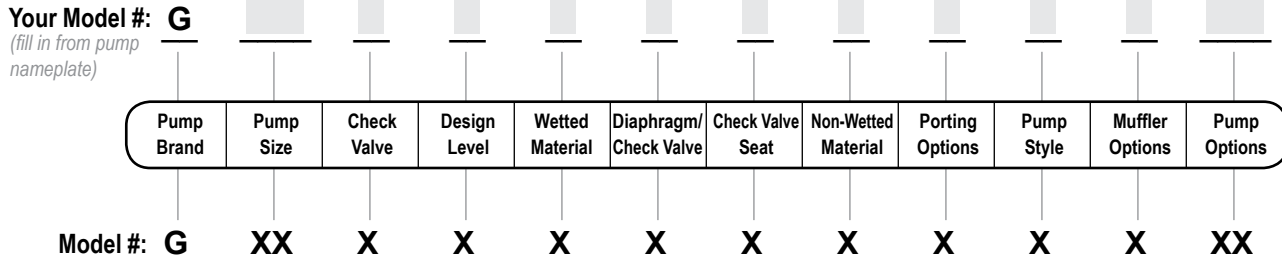 Your Model #: G
(fill in from pump
nameplate)
Pump Pump Check Design Wetted Diaphragm/ Check Valve Non-Wetted Porting Pump Muffler Pump
Brand Size Valve Level Material Check Valve Seat Material Options Style Options Options
Model #: G XX X X X X X X X X X XX